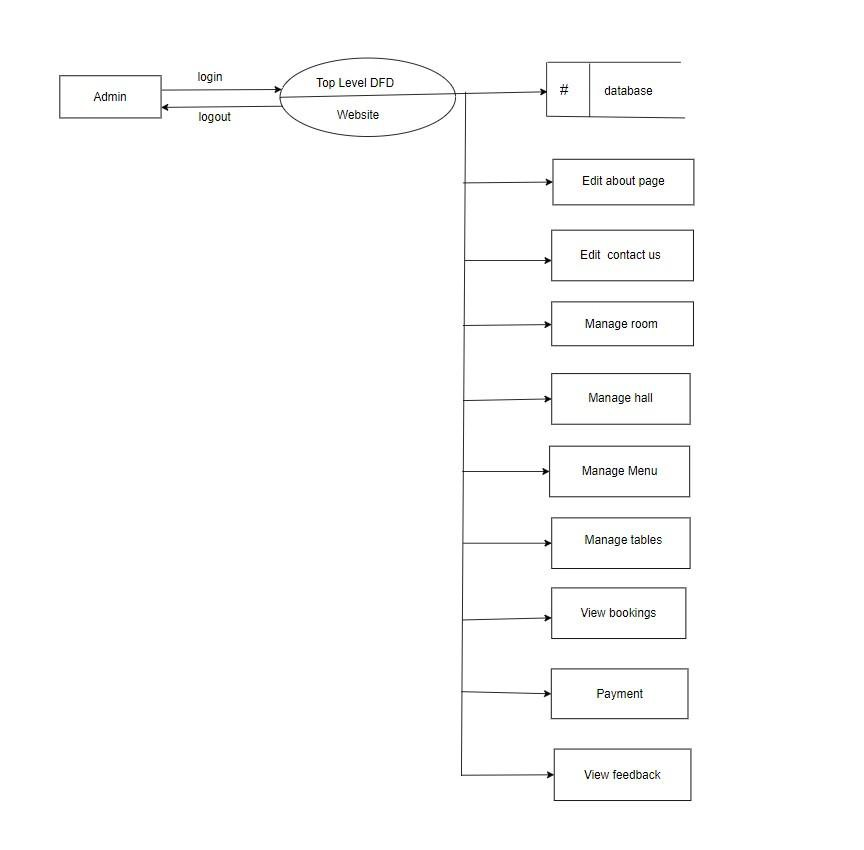 login
Admin
logout
Top Level DFD
Website
#
database
Edit about page
Edit contact us
Manage room
Manage hall
Manage Menu
Manage tables
View bookings
Payment
View feedback